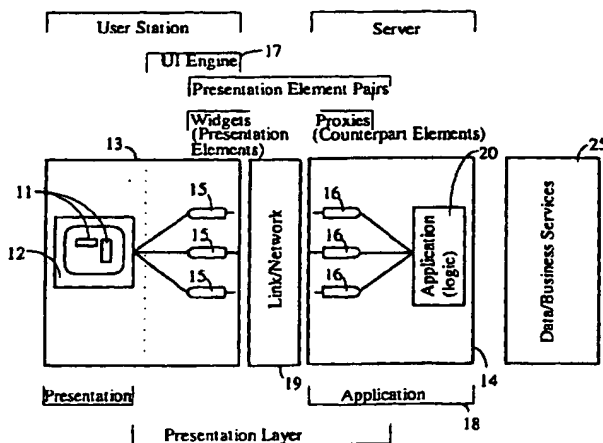 User Station
Server
UI Engine
17
Presentation Element Pairs
Widgets
(Presentation
Elements)
Proxies
(Counterpart Elements)
13
20
25
11
12
15
15
15
16
16
16
Link/Network
Application
(logic)
Data/Business Services
19
14
Presentation
Application
18
Presentation Layer